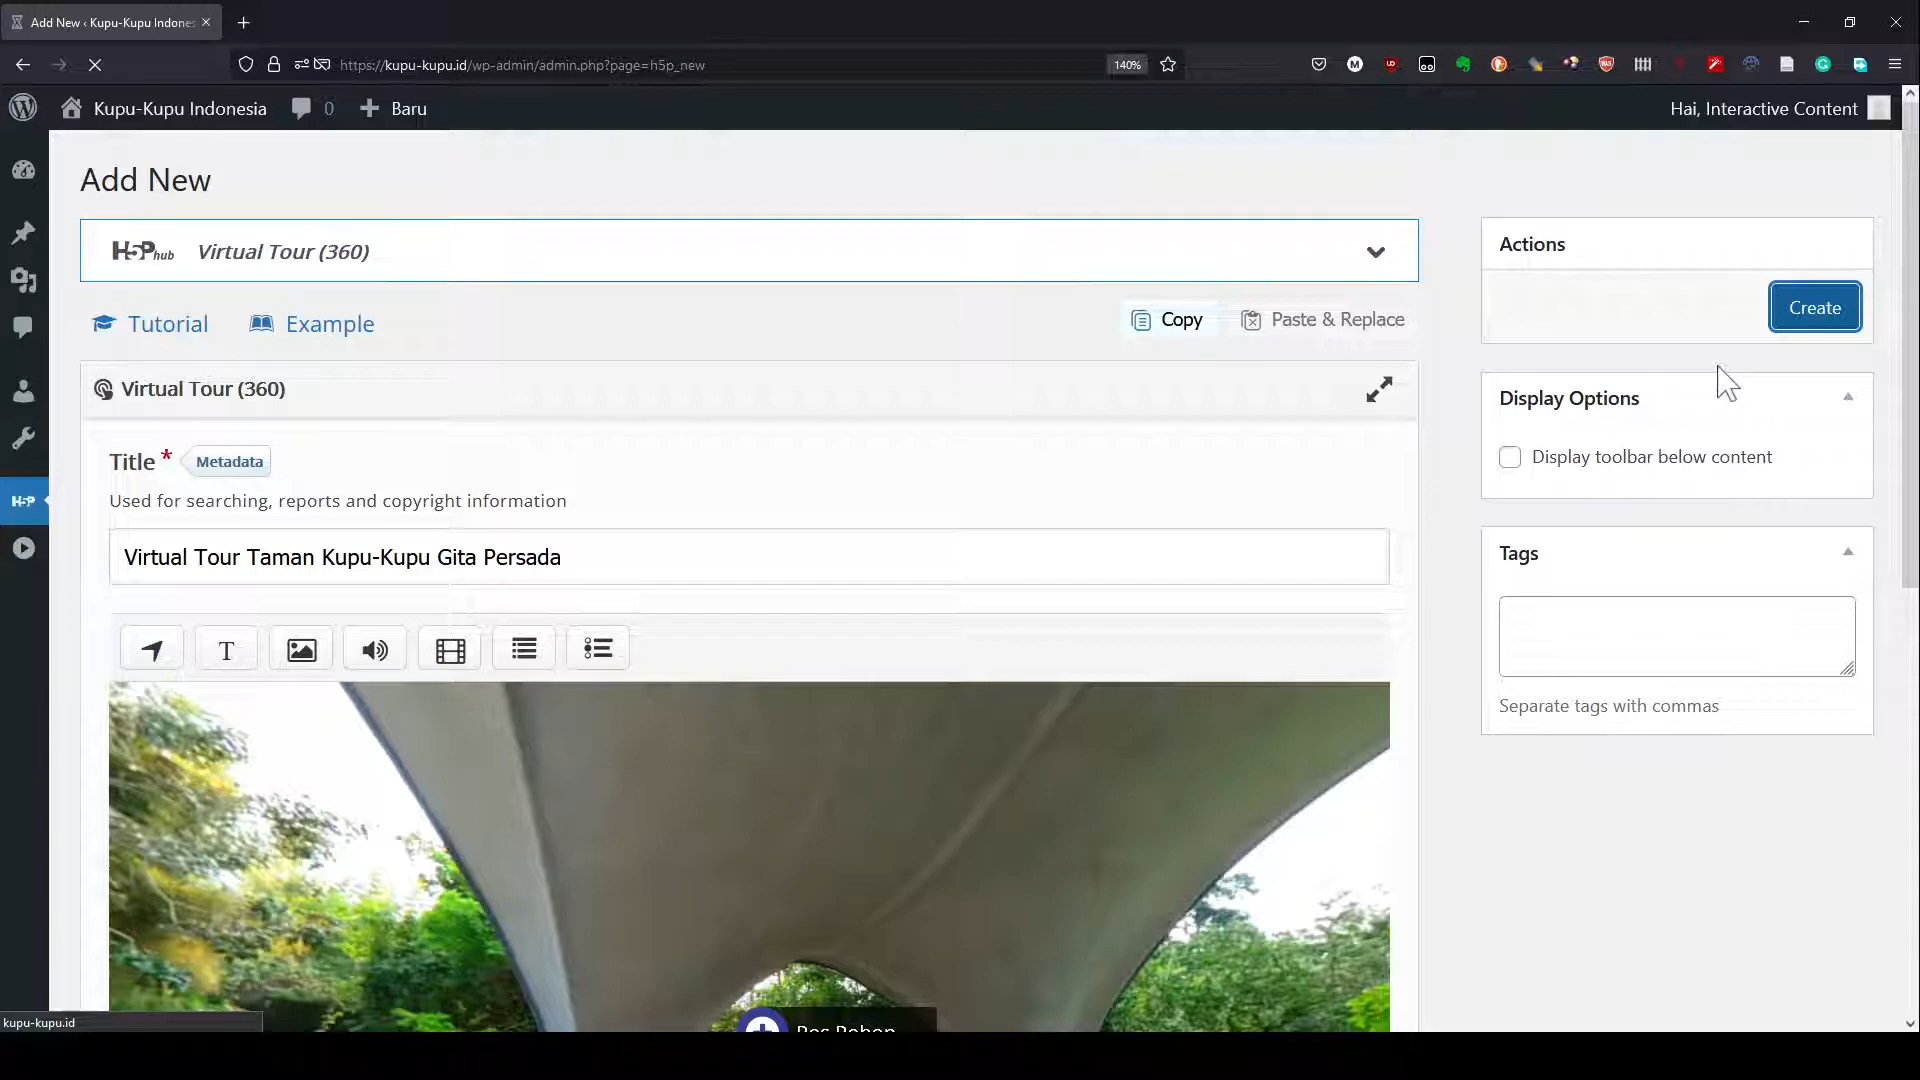 Add New ‹ Kupu-Kupu Indones
https://kupu-kupu.id/wp-admin/admin.php?page=h5p_new
140%
Kupu-Kupu Indonesia
0
Baru
Hai, Interactive Content
Add New
H5P hub
Virtual Tour (360)
Actions
Create
Tutorial
Example
Copy
Paste & Replace
Virtual Tour (360)
Display Options
Display toolbar below content
Title *
Metadata
Used for searching, reports and copyright information
H5P
Virtual Tour Taman Kupu-Kupu Gita Persada
Tags
T
Separate tags with commas
kupu-kupu.id